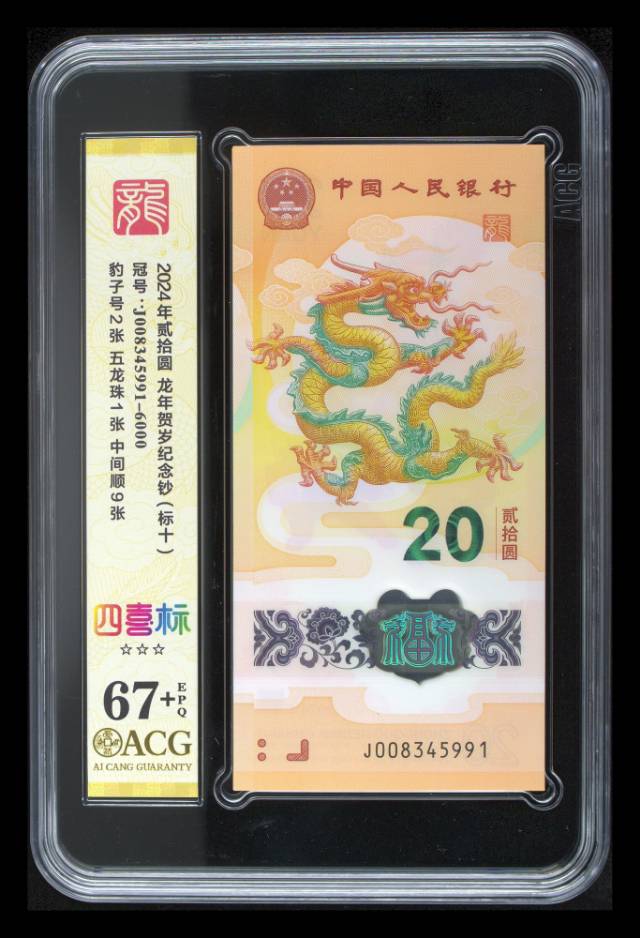 龍
2024年贰拾圆 龙年贺岁纪念钞(标十)
冠号:J008345991-6000
豹子号2张 五龙珠1张 中间顺9张
四喜标
☆☆☆
67+
EPQ
ACG
AI CANG GUARANTY
中国人民银行
龍
20
贰拾圆
福
J008345991
ACG